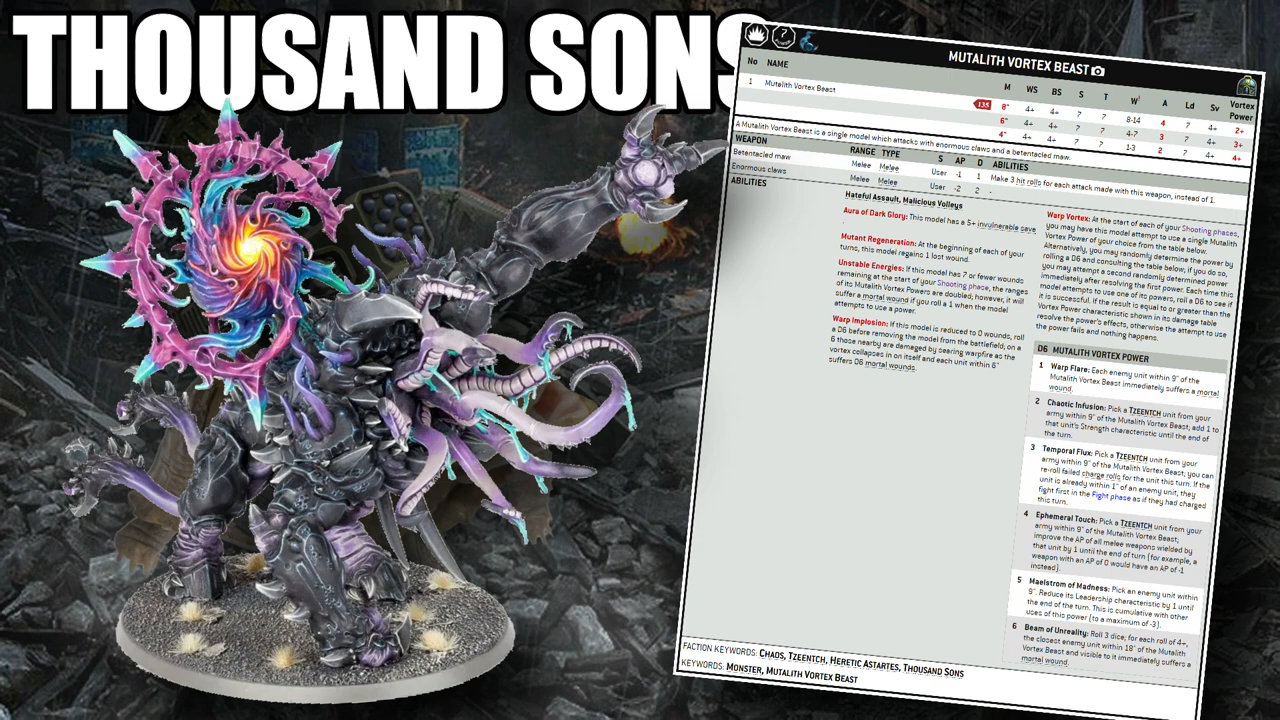 THOUSAND SONS
MUTALITH VORTEX BEAST
No NAME M WS BS S T W A Ld Sv Vortex Power
1 Mutalith Vortex Beast 135 8" 4+ 4+ 7 7 8-14 4 7 4+ 2+
6" 4+ 4+ 7 7 4-7 3 7 4+ 3+
4" 4+ 4+ 7 7 1-3 2 7 4+ 4+
A Mutalith Vortex Beast is a single model which attacks with enormous claws and a betentacled maw.
WEAPON RANGE TYPE S AP D ABILITIES
Betentacled maw Melee Melee User -1 1 Make 3 hit rolls for each attack made with this weapon, instead of 1.
Enormous claws Melee Melee User -2 2 -
ABILITIES
Hateful Assault, Malicious Volleys
Aura of Dark Glory: This model has a 5+ invulnerable save
Mutant Regeneration: At the beginning of each of your
turns, this model regains 1 lost wound.
Unstable Energies: If this model has 7 or fewer wounds
remaining at the start of your Shooting phase, the ranges
of its Mutalith Vortex Powers are doubled; however, it will
suffer a mortal wound if you roll a 1 when the model
attempts to use a power.
Warp Implosion: If this model is reduced to 0 wounds, roll
a D6 before removing the model from the battlefield; on a
6 those nearby are damaged by searing warpfire as the
vortex collapses in on itself and each unit within 6"
suffers D6 mortal wounds.
Warp Vortex: At the start of each of your Shooting phases,
you may have this model attempt to use a single Mutalith
Vortex Power of your choice from the table below.
Alternatively, you may randomly determine the power by
rolling a D6 and consulting the table below; if you do so,
you may attempt a second randomly determined power
immediately after resolving the first power. Each time this
model attempts to use one of its powers, roll a D6 to see if
it is successful. If the result is equal to or greater than the
Vortex Power characteristic shown in its damage table
resolve the power's effects, otherwise the attempt to use
the power fails and nothing happens.
D6 MUTALITH VORTEX POWER
1 Warp Flare: Each enemy unit within 9" of the
Mutalith Vortex Beast immediately suffers a mortal
wound.
2 Chaotic Infusion: Pick a TZEENTCH unit from your
army within 9" of the Mutalith Vortex Beast; add 1 to
that unit's Strength characteristic until the end of
the turn.
3 Temporal Flux: Pick a TZEENTCH unit from your
army within 9" of the Mutalith Vortex Beast; you can
re-roll failed charge rolls for the unit this turn. If the
unit is already within 1" of an enemy unit, they
fight first in the Fight phase as if they had charged
this turn.
4 Ephemeral Touch: Pick a TZEENTCH unit from your
army within 9" of the Mutalith Vortex Beast;
improve the AP of all melee weapons wielded by
that unit by 1 until the end of turn (for example, a
weapon with an AP of 0 would have an AP of -1
instead).
5 Maelstrom of Madness: Pick an enemy unit within
9". Reduce its Leadership characteristic by 1 until
the end of the turn. This is cumulative with other
uses of this power (to a maximum of -3).
6 Beam of Unreality: Roll 3 dice; for each roll of 4+,
the closest enemy unit within 18" of the Mutalith
Vortex Beast and visible to it immediately suffers a
mortal wound.
FACTION KEYWORDS: CHAOS, TZEENTCH, HERETIC ASTARTES, THOUSAND SONS
KEYWORDS: MONSTER, MUTALITH VORTEX BEAST